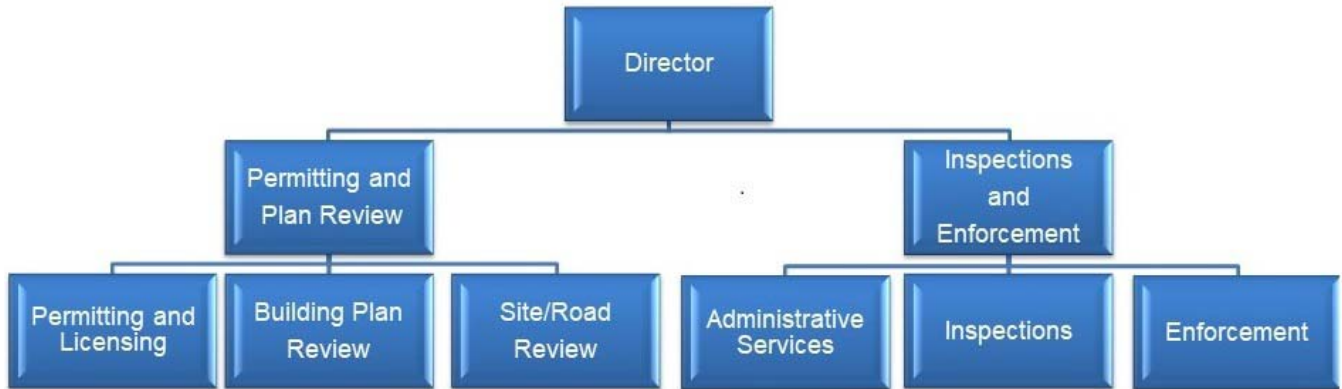 Director
Permitting and
Plan Review
Inspections
and
Enforcement
Permitting and
Licensing
Building Plan
Review
Site/Road
Review
Administrative
Services
Inspections
Enforcement